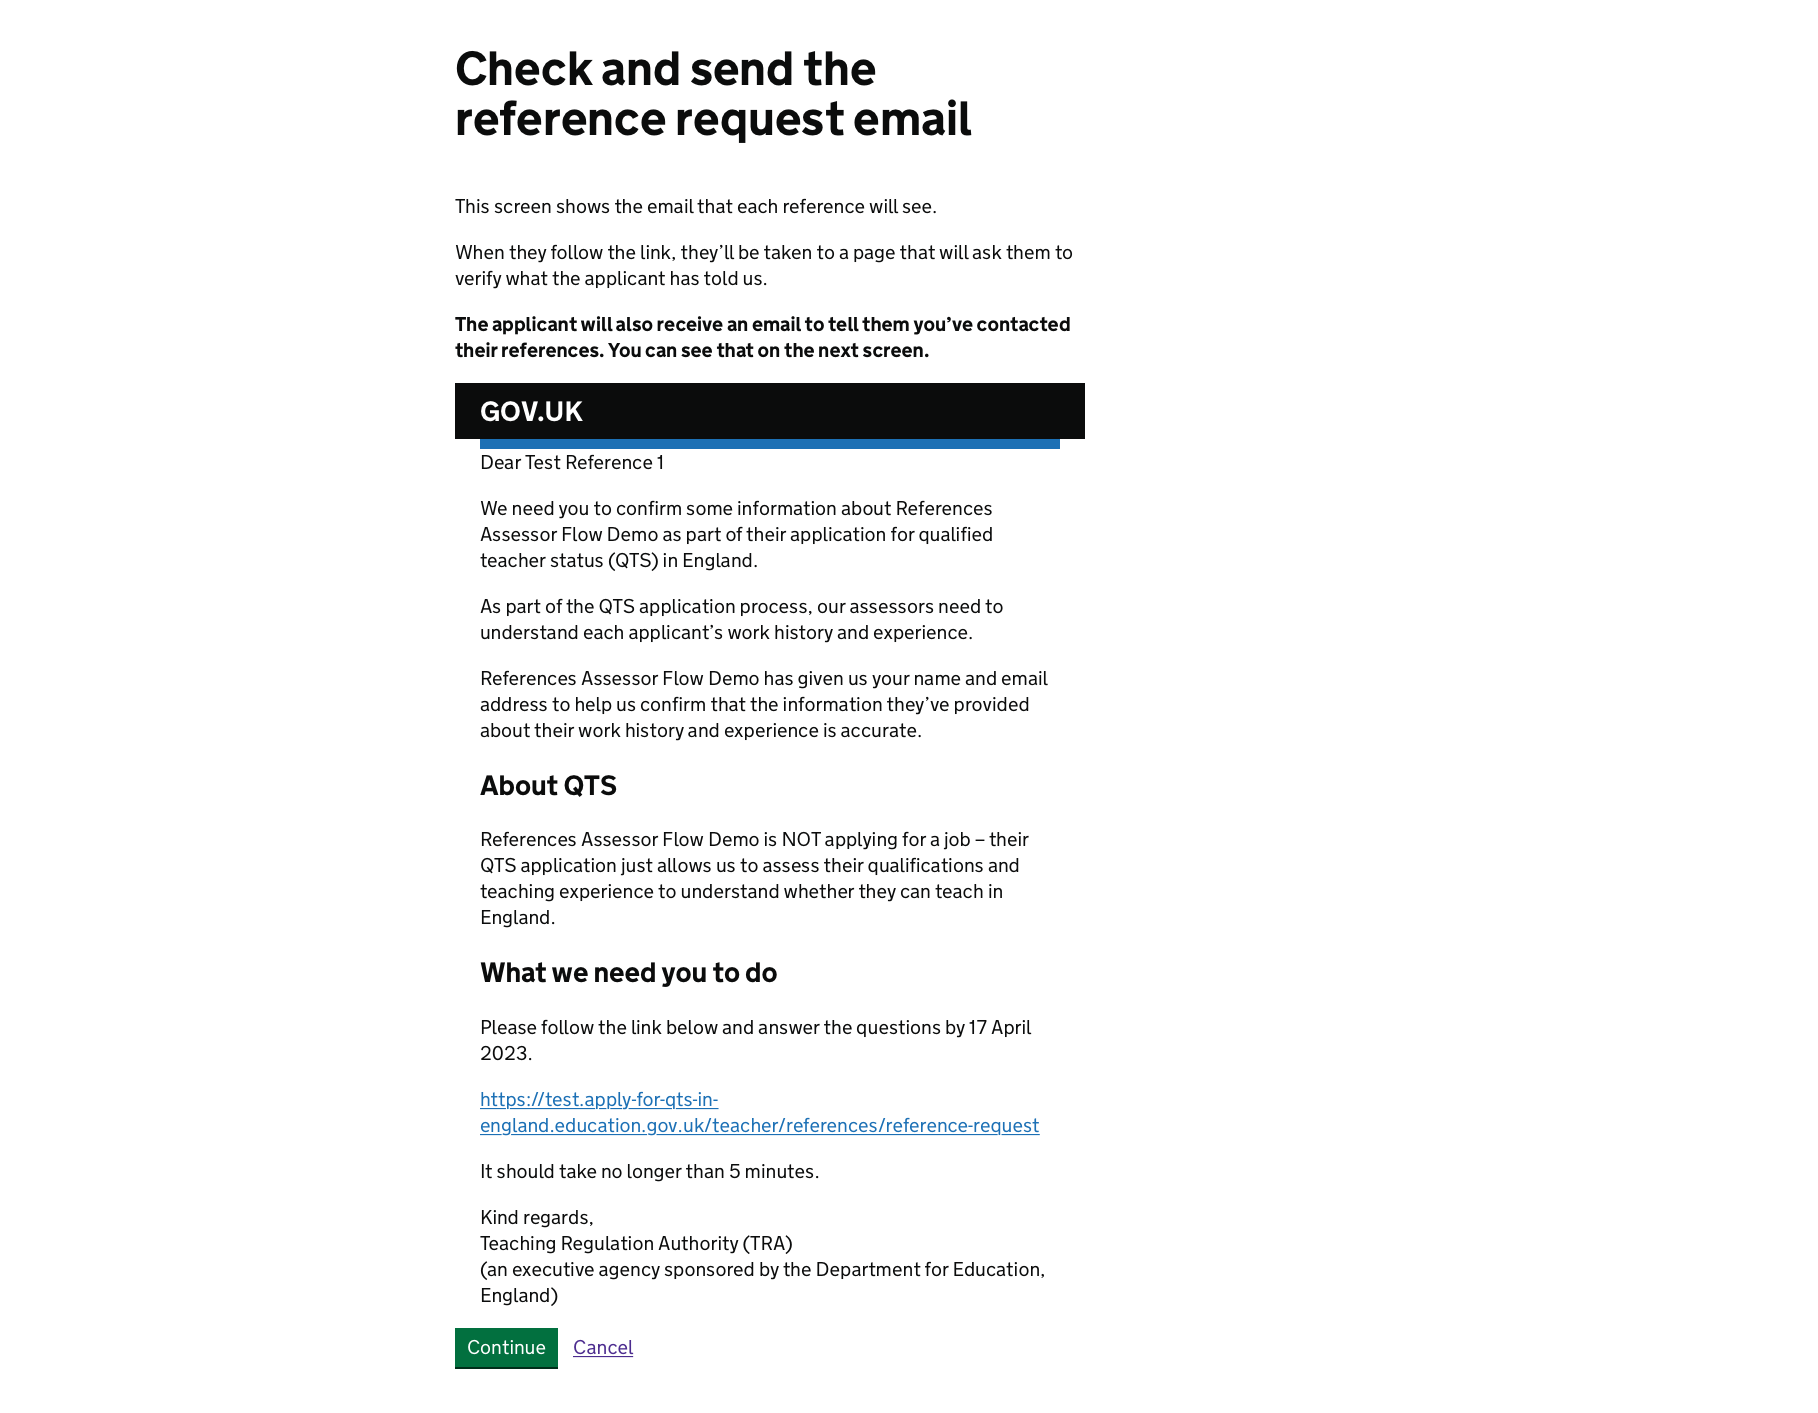 Check and send the
reference request email
This screen shows the email that each reference will see.
When they follow the link, they’ll be taken to a page that will ask them to
verify what the applicant has told us.
The applicant will also receive an email to tell them you’ve contacted
their references. You can see that on the next screen.
GOV.UK
Dear Test Reference 1
We need you to confirm some information about References
Assessor Flow Demo as part of their application for qualified
teacher status (QTS) in England.
As part of the QTS application process, our assessors need to
understand each applicant’s work history and experience.
References Assessor Flow Demo has given us your name and email
address to help us confirm that the information they’ve provided
about their work history and experience is accurate.
About QTS
References Assessor Flow Demo is NOT applying for a job – their
QTS application just allows us to assess their qualifications and
teaching experience to understand whether they can teach in
England.
What we need you to do
Please follow the link below and answer the questions by 17 April
2023.
https://test.apply-for-qts-in-
england.education.gov.uk/teacher/references/reference-request
It should take no longer than 5 minutes.
Kind regards,
Teaching Regulation Authority (TRA)
(an executive agency sponsored by the Department for Education,
England)
Continue Cancel